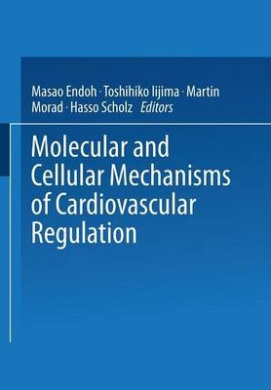 Masao Endoh · Toshihiko Iijima · Martin
Morad · Hasso Scholz Editors
Molecular and
Cellular Mechanisms
of Cardiovascular
Regulation